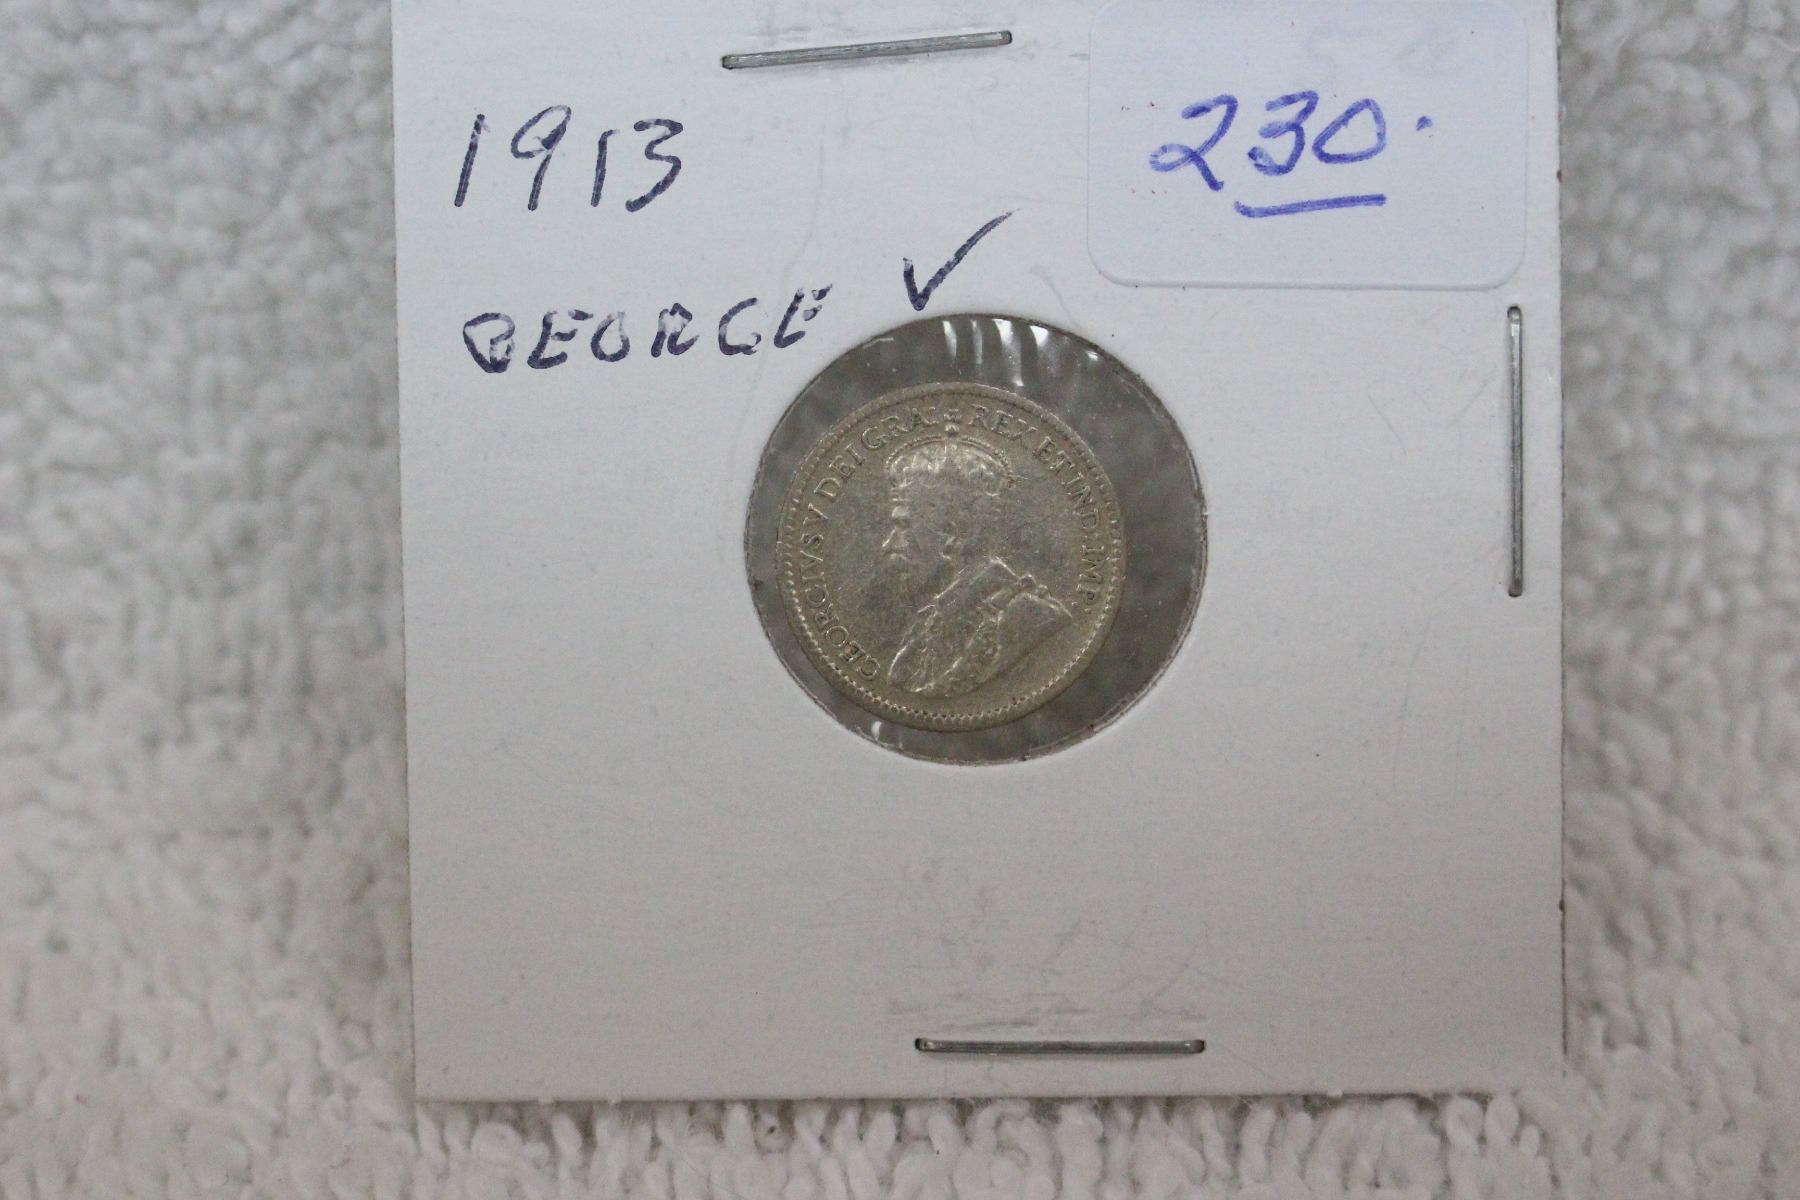 1913
230.
GEORGE V
GEORGIVS V DEI GRA: REX ET IND: IMP: